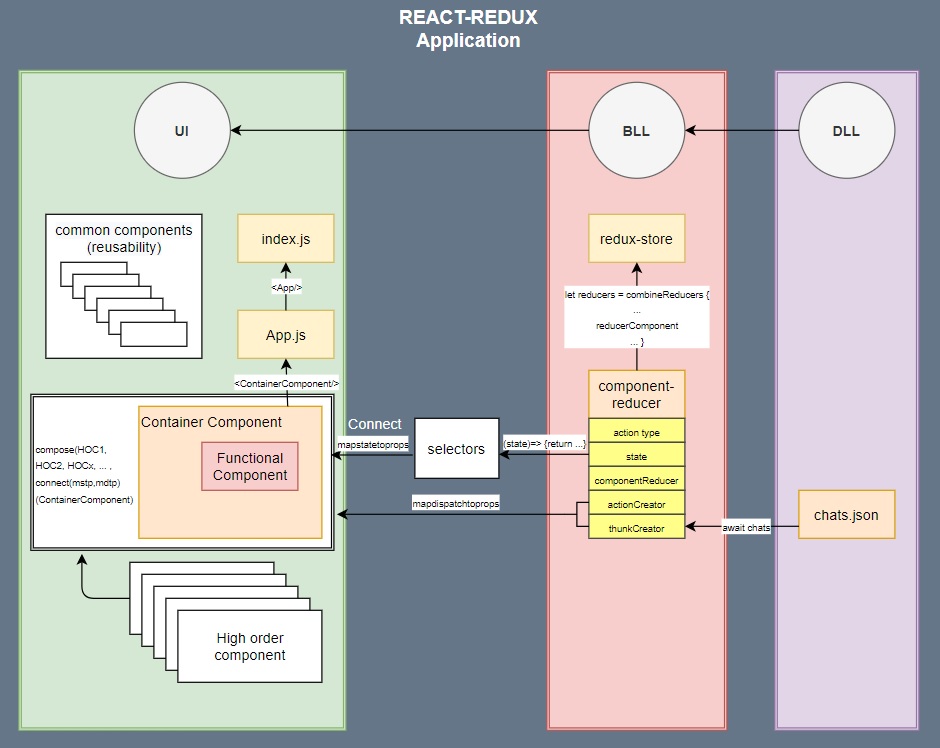 REACT-REDUX
Application
UI
BLL
DLL
common components
(reusability)
index.js
<App/>
App.js
<ContainerComponent/>
redux-store
let reducers = combineReducers {
...
reducerComponent
... }
component-
reducer
action type
state
componentReducer
actionCreator
thunkCreator
compose(HOC1,
HOC2, HOCx, ... ,
connect(mstp,mdtp)
(ContainerComponent)
Container Component
Functional
Component
Connect
mapstatetoprops
selectors
(state)=> {return ...}
mapdispatchtoprops
await chats
chats.json
High order
component